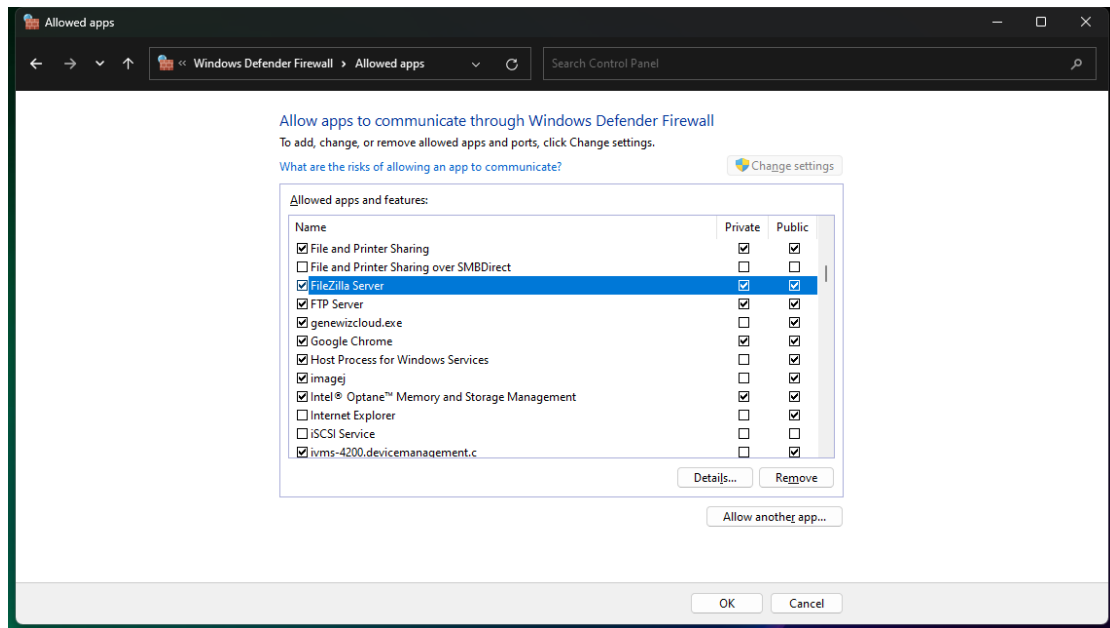 Allowed apps
« Windows Defender Firewall › Allowed apps
Search Control Panel
Allow apps to communicate through Windows Defender Firewall
To add, change, or remove allowed apps and ports, click Change settings.
What are the risks of allowing an app to communicate?
Change settings
Allowed apps and features:
Name Private Public
File and Printer Sharing
File and Printer Sharing over SMBDirect
FileZilla Server
FTP Server
genewizcloud.exe
Google Chrome
Host Process for Windows Services
imagej
Intel® Optane™ Memory and Storage Management
Internet Explorer
iSCSI Service
ivms-4200.devicemanagement.c
Details... Remove
Allow another app...
OK Cancel